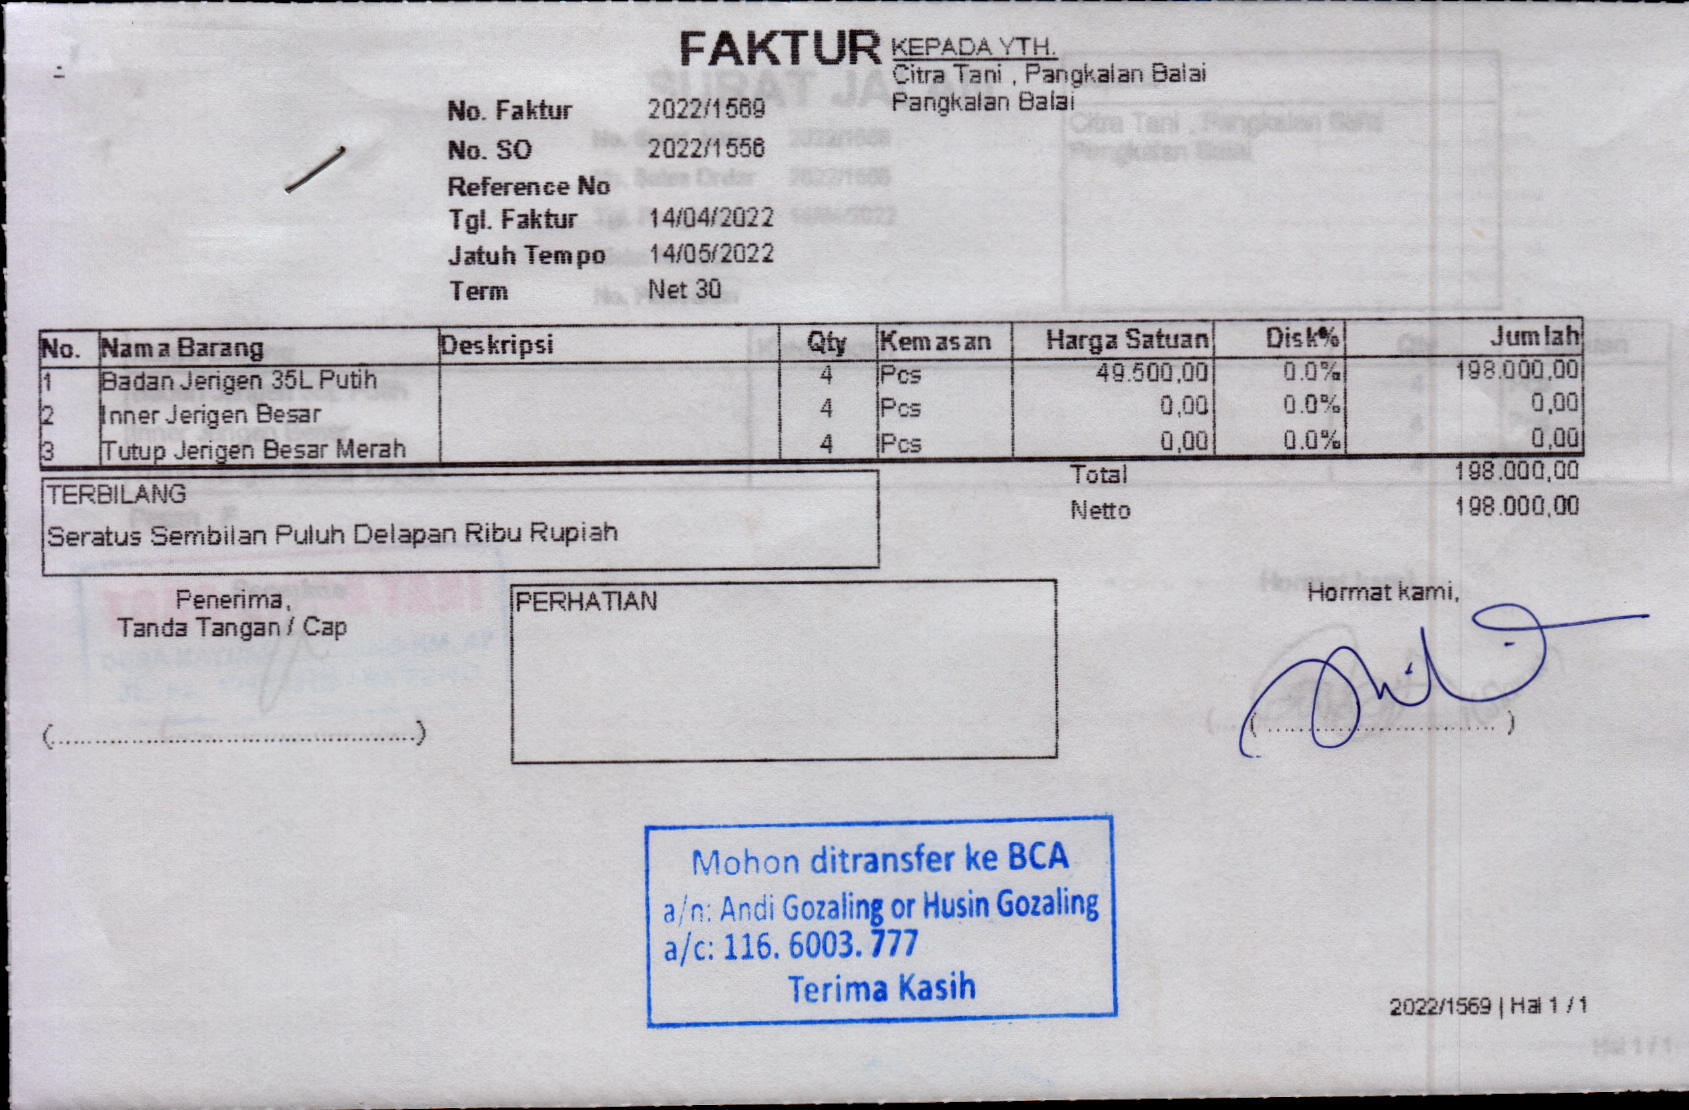 FAKTUR
KEPADA YTH.
Citra Tani , Pangkalan Balai
Pangkalan Balai
No. Faktur 2022/1569
No. SO 2022/1556
Reference No
Tgl. Faktur 14/04/2022
Jatuh Tempo 14/05/2022
Term Net 30
No. Nama Barang Deskripsi Qty Kemasan Harga Satuan Disk% Jumlah
1 Badan Jerigen 35L Putih 4 Pcs 49.500,00 0.0% 198.000,00
2 Inner Jerigen Besar 4 Pcs 0,00 0.0% 0,00
3 Tutup Jerigen Besar Merah 4 Pcs 0,00 0.0% 0,00
Total 198.000,00
Netto 198.000,00
TERBILANG
Seratus Sembilan Puluh Delapan Ribu Rupiah
Penerima,
Tanda Tangan / Cap
PERHATIAN
Hormat kami,
Mohon ditransfer ke BCA
a/n: Andi Gozaling or Husin Gozaling
a/c: 116. 6003. 777
Terima Kasih
2022/1569 | Hal 1 / 1